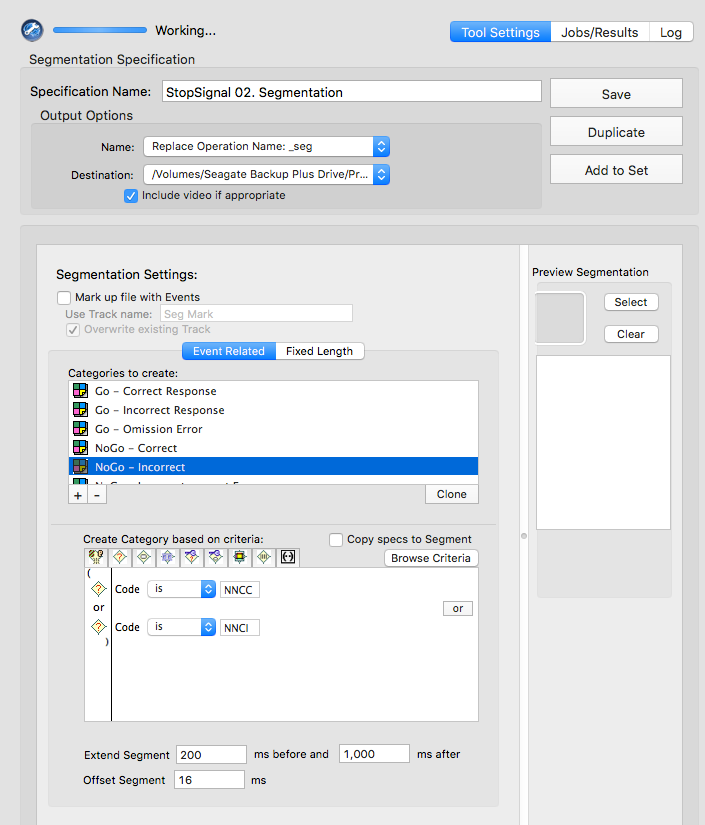 Working...
Tool Settings Jobs/Results Log
Segmentation Specification
Specification Name: StopSignal 02. Segmentation
Save
Output Options
Duplicate
Name: Replace Operation Name: _seg
Add to Set
Destination: /Volumes/Seagate Backup Plus Drive/Pr...
Include video if appropriate
Segmentation Settings:
Preview Segmentation
Mark up file with Events
Select
Use Track name: Seg Mark
Overwrite existing Track
Clear
Event Related Fixed Length
Categories to create:
Go – Correct Response
Go – Incorrect Response
Go – Omission Error
NoGo – Correct
NoGo – Incorrect
+ - Clone
Create Category based on criteria: Copy specs to Segment
Browse Criteria
(
Code is NNCC
or
or
Code is NNCI
)
Extend Segment 200 ms before and 1,000 ms after
Offset Segment 16 ms